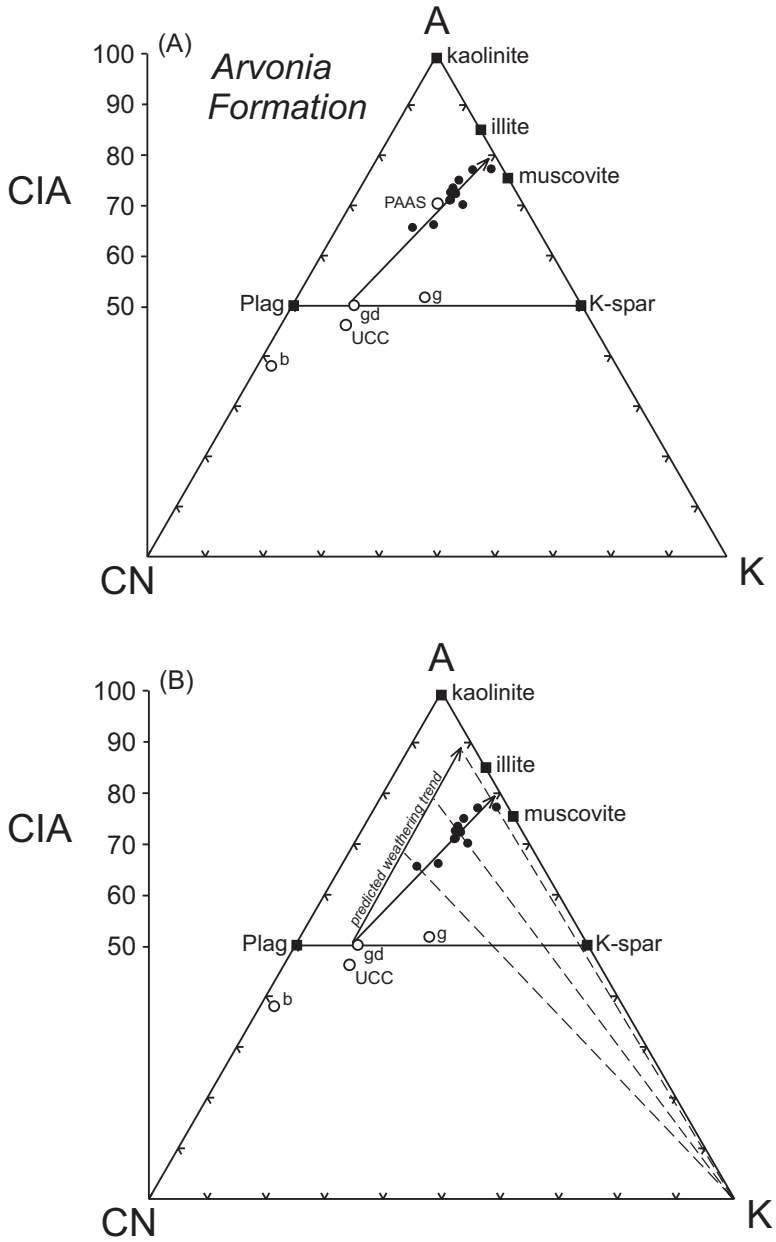 A
100
(A)
Arvonia
Formation
kaolinite
90
illite
80
CIA
muscovite
70
PAAS
60
Plag
g
K-spar
50
gd
UCC
b
CN
K
A
100
(B)
kaolinite
90
illite
80
predicted weathering trend
muscovite
CIA
70
60
Plag
g
K-spar
50
gd
UCC
b
CN
K